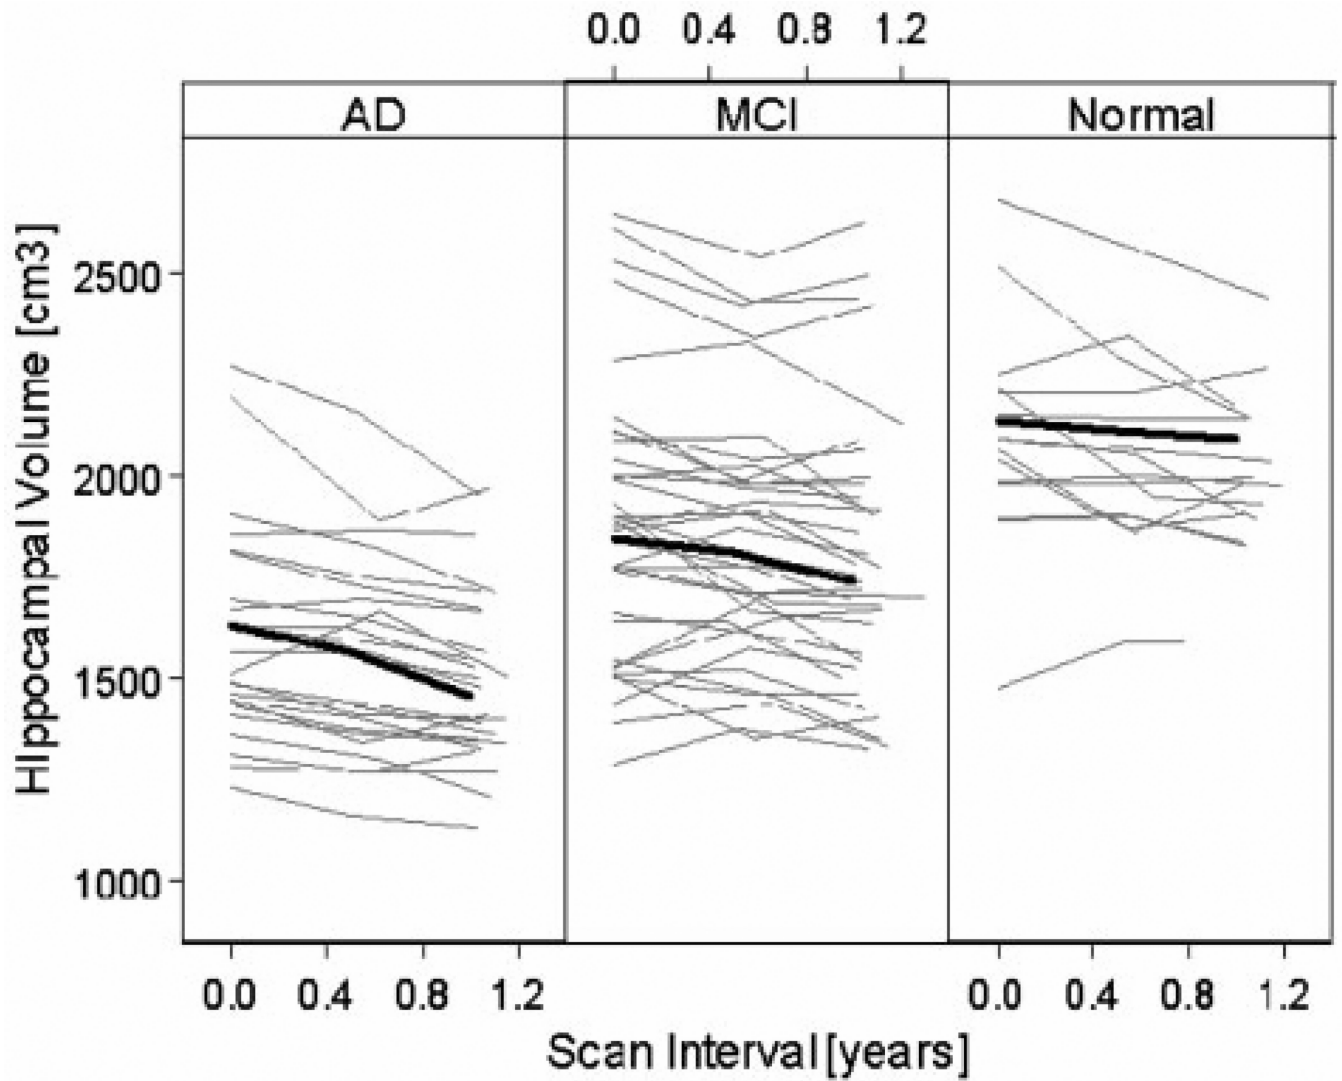 0.0 0.4 0.8 1.2
AD MCI Normal
HIppocampal Volume [cm3]
2500
2000
1500
1000
0.0 0.4 0.8 1.2 0.0 0.4 0.8 1.2
Scan Interval [years]